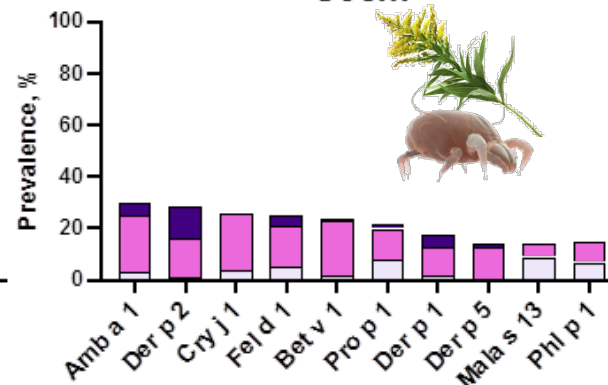 100
80
60
40
20
0
Prevalence, %
Amb a 1
Der p 2
Cry j 1
Fel d 1
Bet v 1
Pro p 1
Der p 1
Der p 5
Mala s 13
Phl p 1